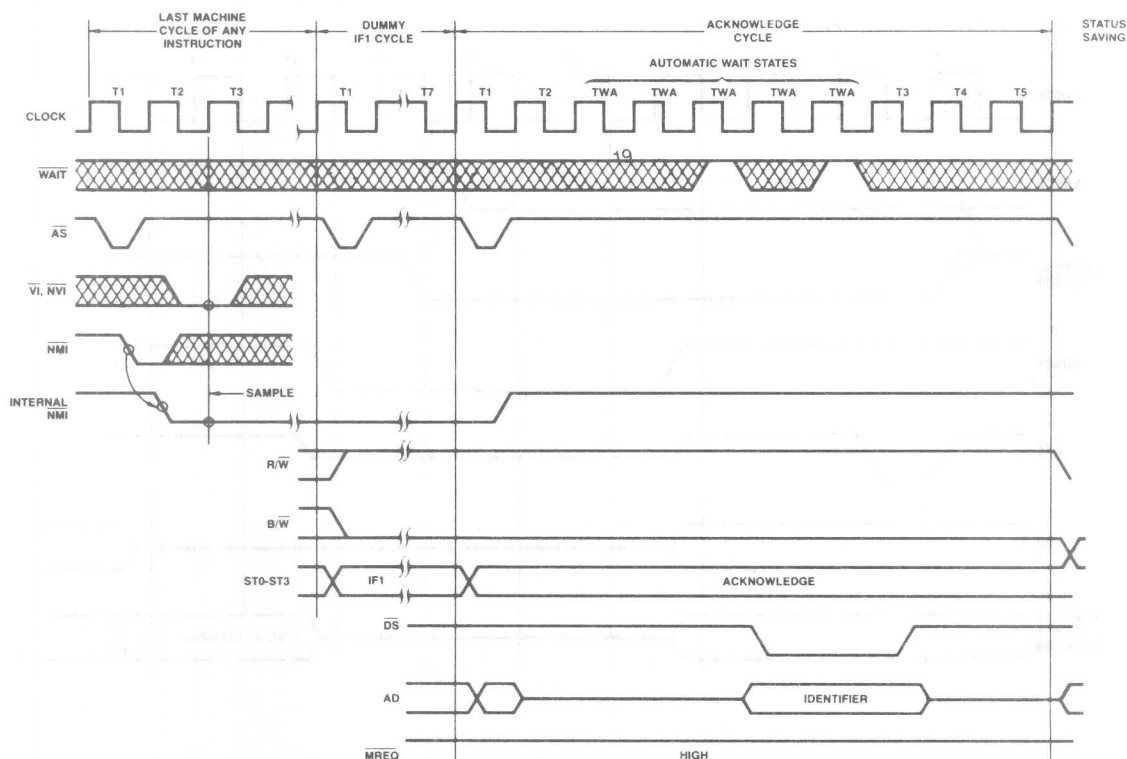 LAST MACHINE
CYCLE OF ANY
INSTRUCTION
DUMMY
IF1 CYCLE
ACKNOWLEDGE
CYCLE
STATUS
SAVING
AUTOMATIC WAIT STATES
T1 T2 T3 T1 T7 T1 T2 TWA TWA TWA TWA TWA T3 T4 T5
CLOCK
19
WAIT
AS
VI, NVI
NMI
SAMPLE
INTERNAL
NMI
R/W
B/W
ST0-ST3 IF1 ACKNOWLEDGE
DS
AD IDENTIFIER
MREQ HIGH